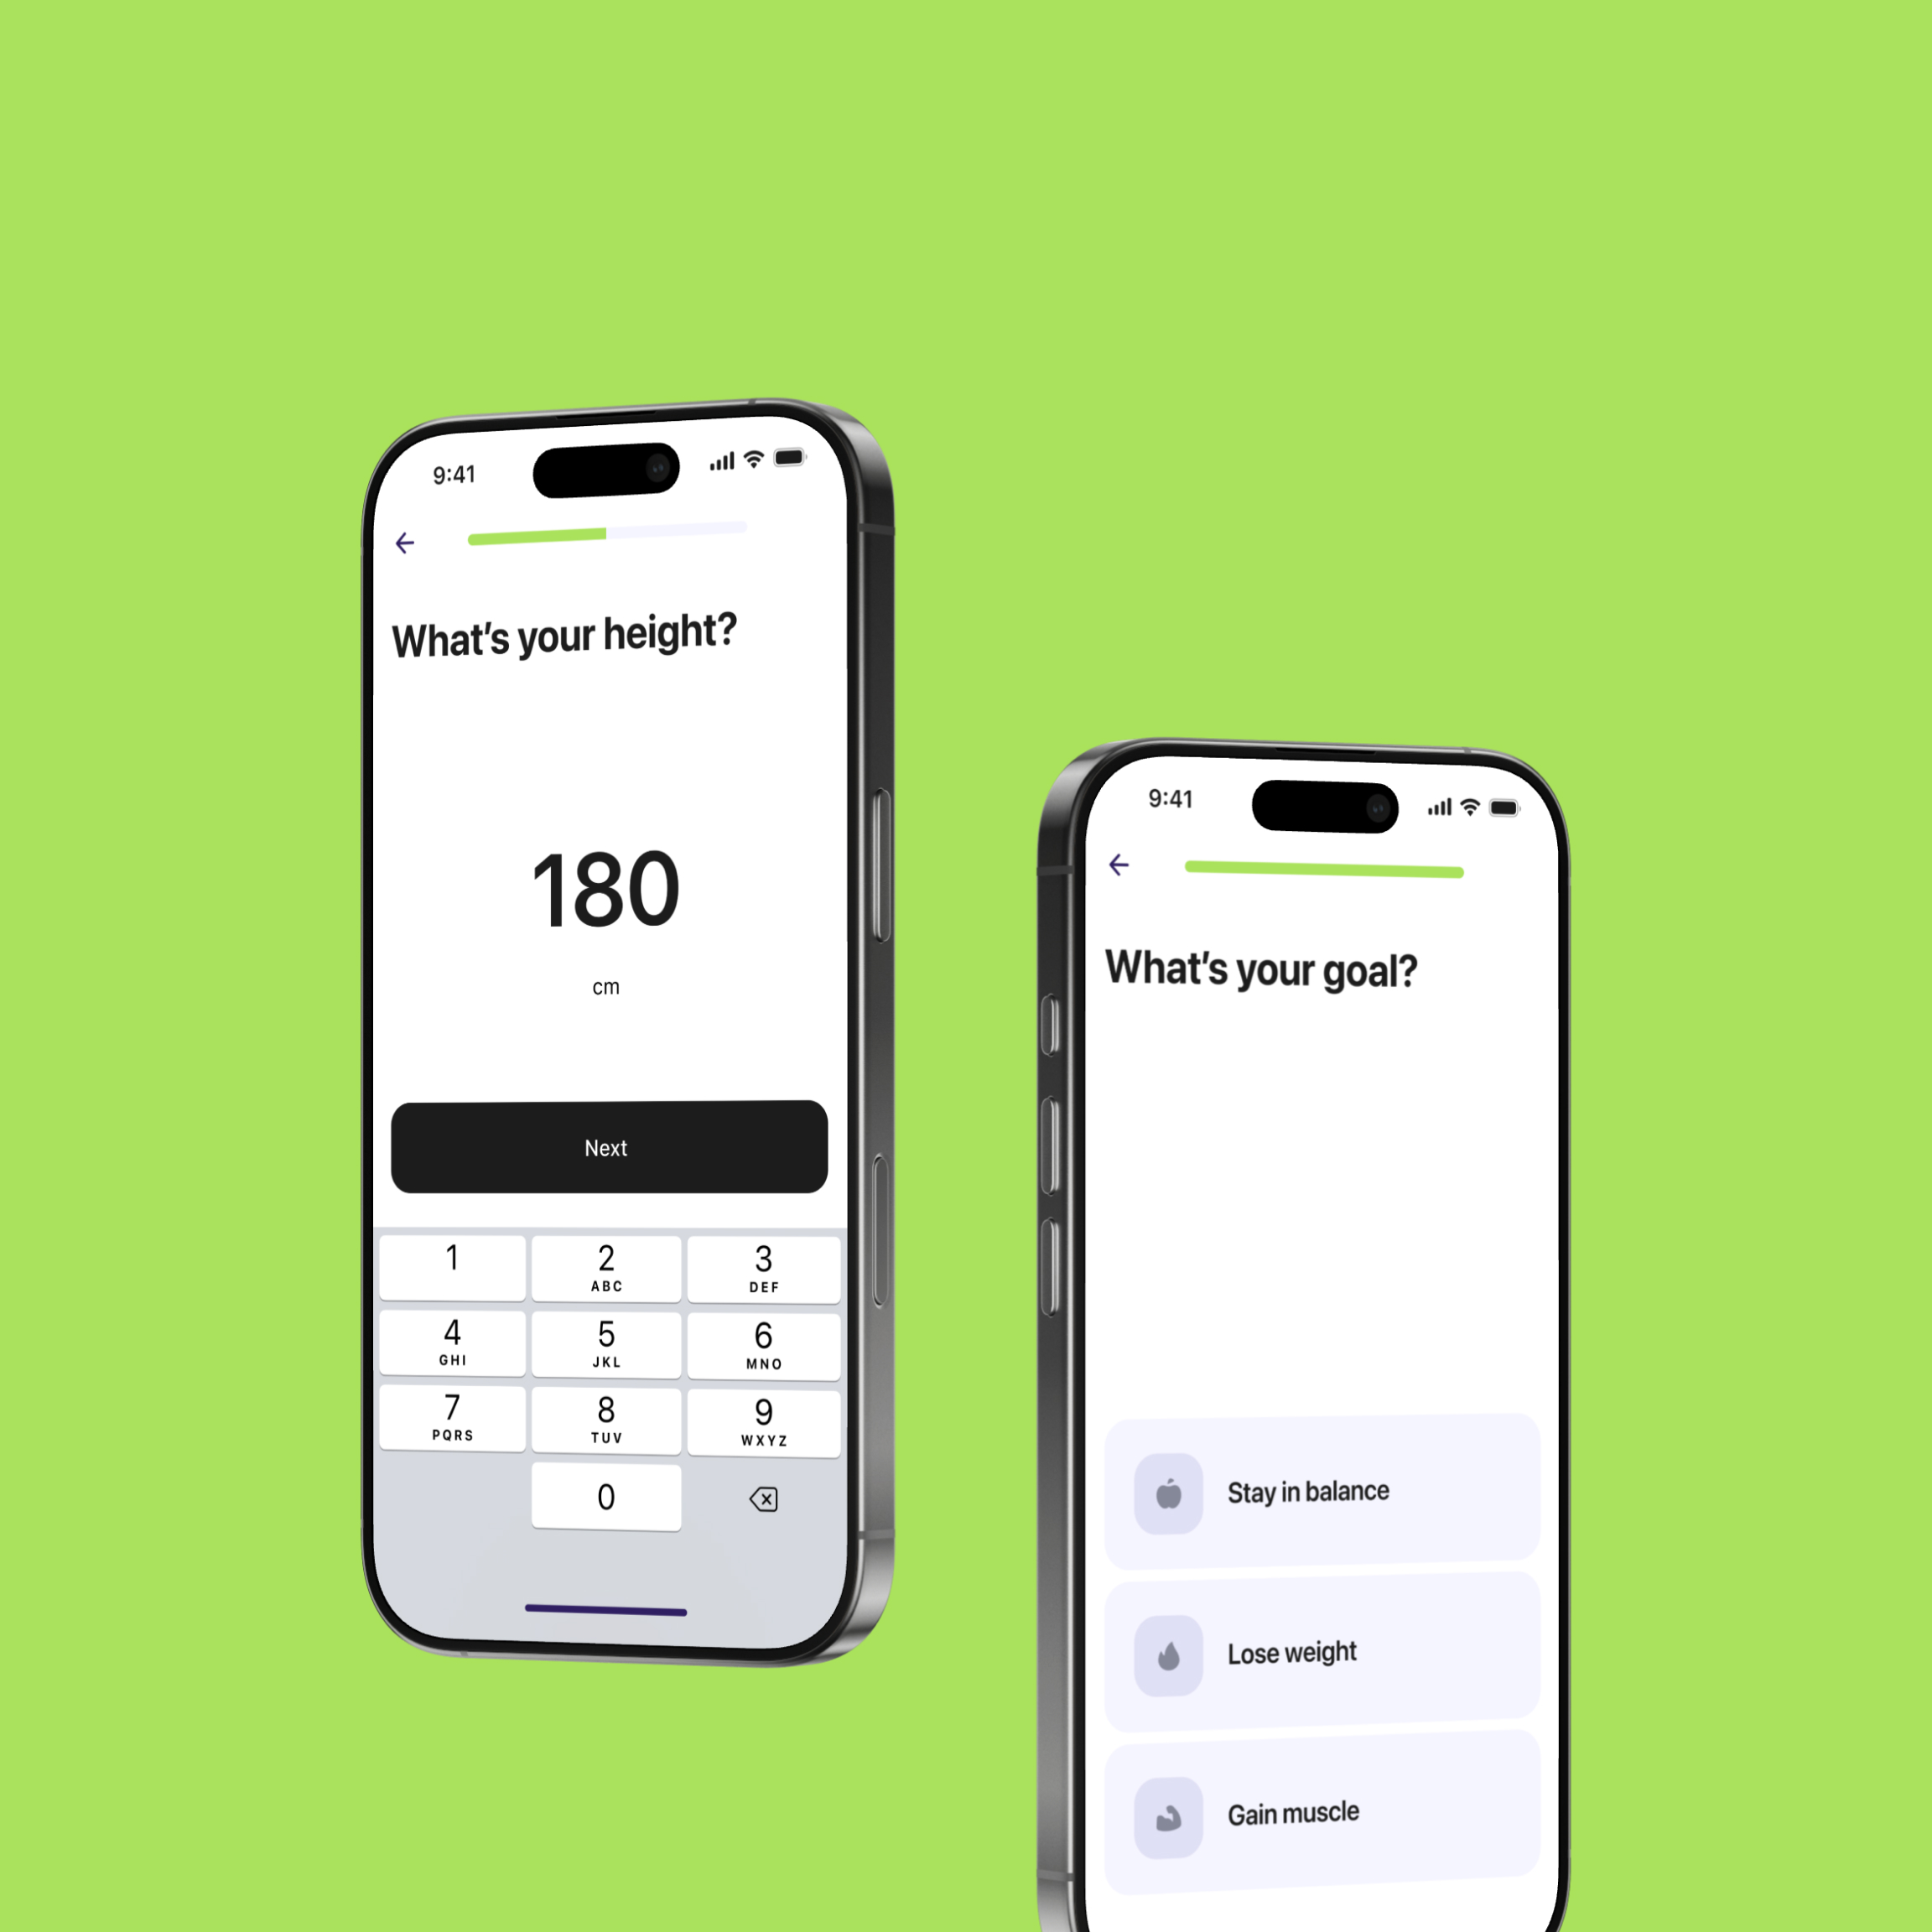 9:41
What's your height?
180
cm
Next
1
2
ABC
3
DEF
4
GHI
5
JKL
6
MNO
7
PQRS
8
TUV
9
WXYZ
0
9:41
What's your goal?
Stay in balance
Lose weight
Gain muscle